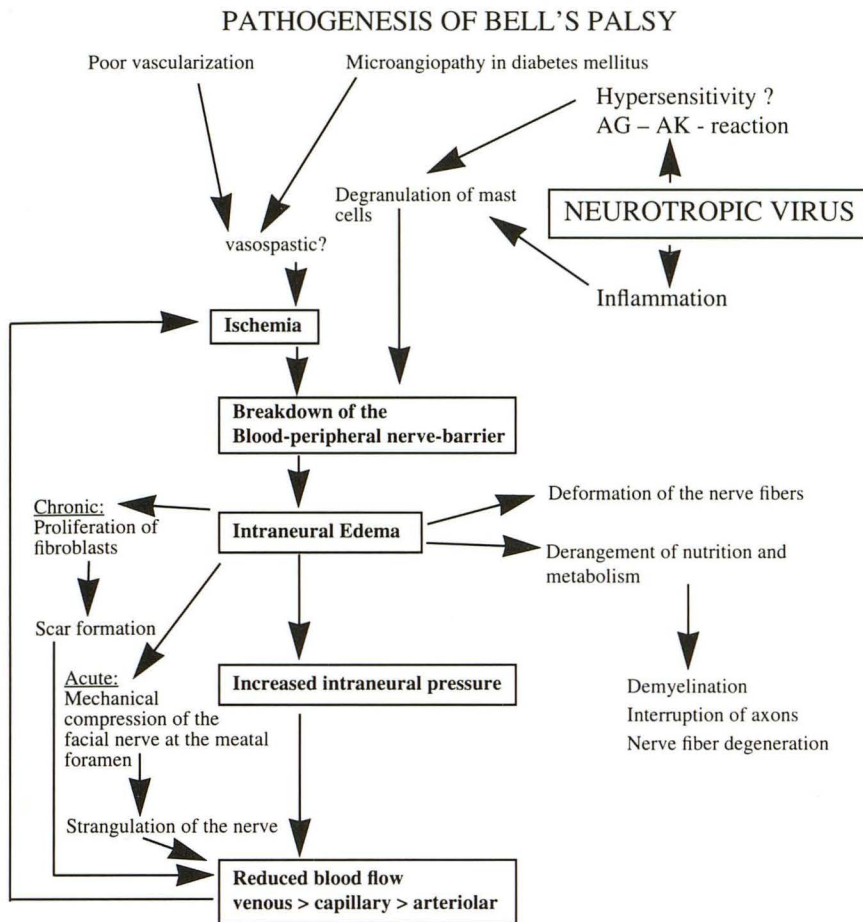 PATHOGENESIS OF BELL'S PALSY
Poor vascularization
Microangiopathy in diabetes mellitus
Hypersensitivity ?
AG – AK - reaction
Degranulation of mast
cells
NEUROTROPIC VIRUS
vasospastic?
Inflammation
Ischemia
Breakdown of the
Blood-peripheral nerve-barrier
Chronic:
Proliferation of
fibroblasts
Intraneural Edema
Deformation of the nerve fibers
Derangement of nutrition and
metabolism
Scar formation
Acute:
Mechanical
compression of the
facial nerve at the meatal
foramen
Increased intraneural pressure
Demyelination
Interruption of axons
Nerve fiber degeneration
Strangulation of the nerve
Reduced blood flow
venous > capillary > arteriolar